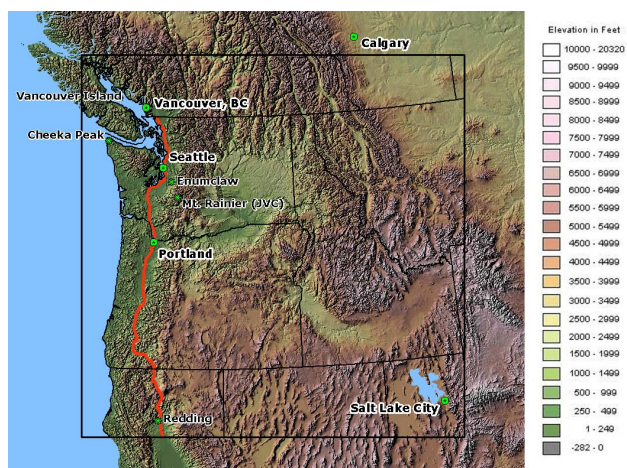 Calgary
Vancouver Island
Vancouver, BC
Cheeka Peak
Seattle
Enumclaw
Mt. Rainier (JVC)
Portland
Salt Lake City
Redding
Elevation in Feet
10000 - 20320
9500 - 9999
9000 - 9499
8500 - 8999
8000 - 8499
7500 - 7999
7000 - 7499
6500 - 6999
6000 - 6499
5500 - 5999
5000 - 5499
4500 - 4999
4000 - 4499
3500 - 3999
3000 - 3499
2500 - 2999
2000 - 2499
1500 - 1999
1000 - 1499
500 - 999
250 - 499
1 - 249
-282 - 0